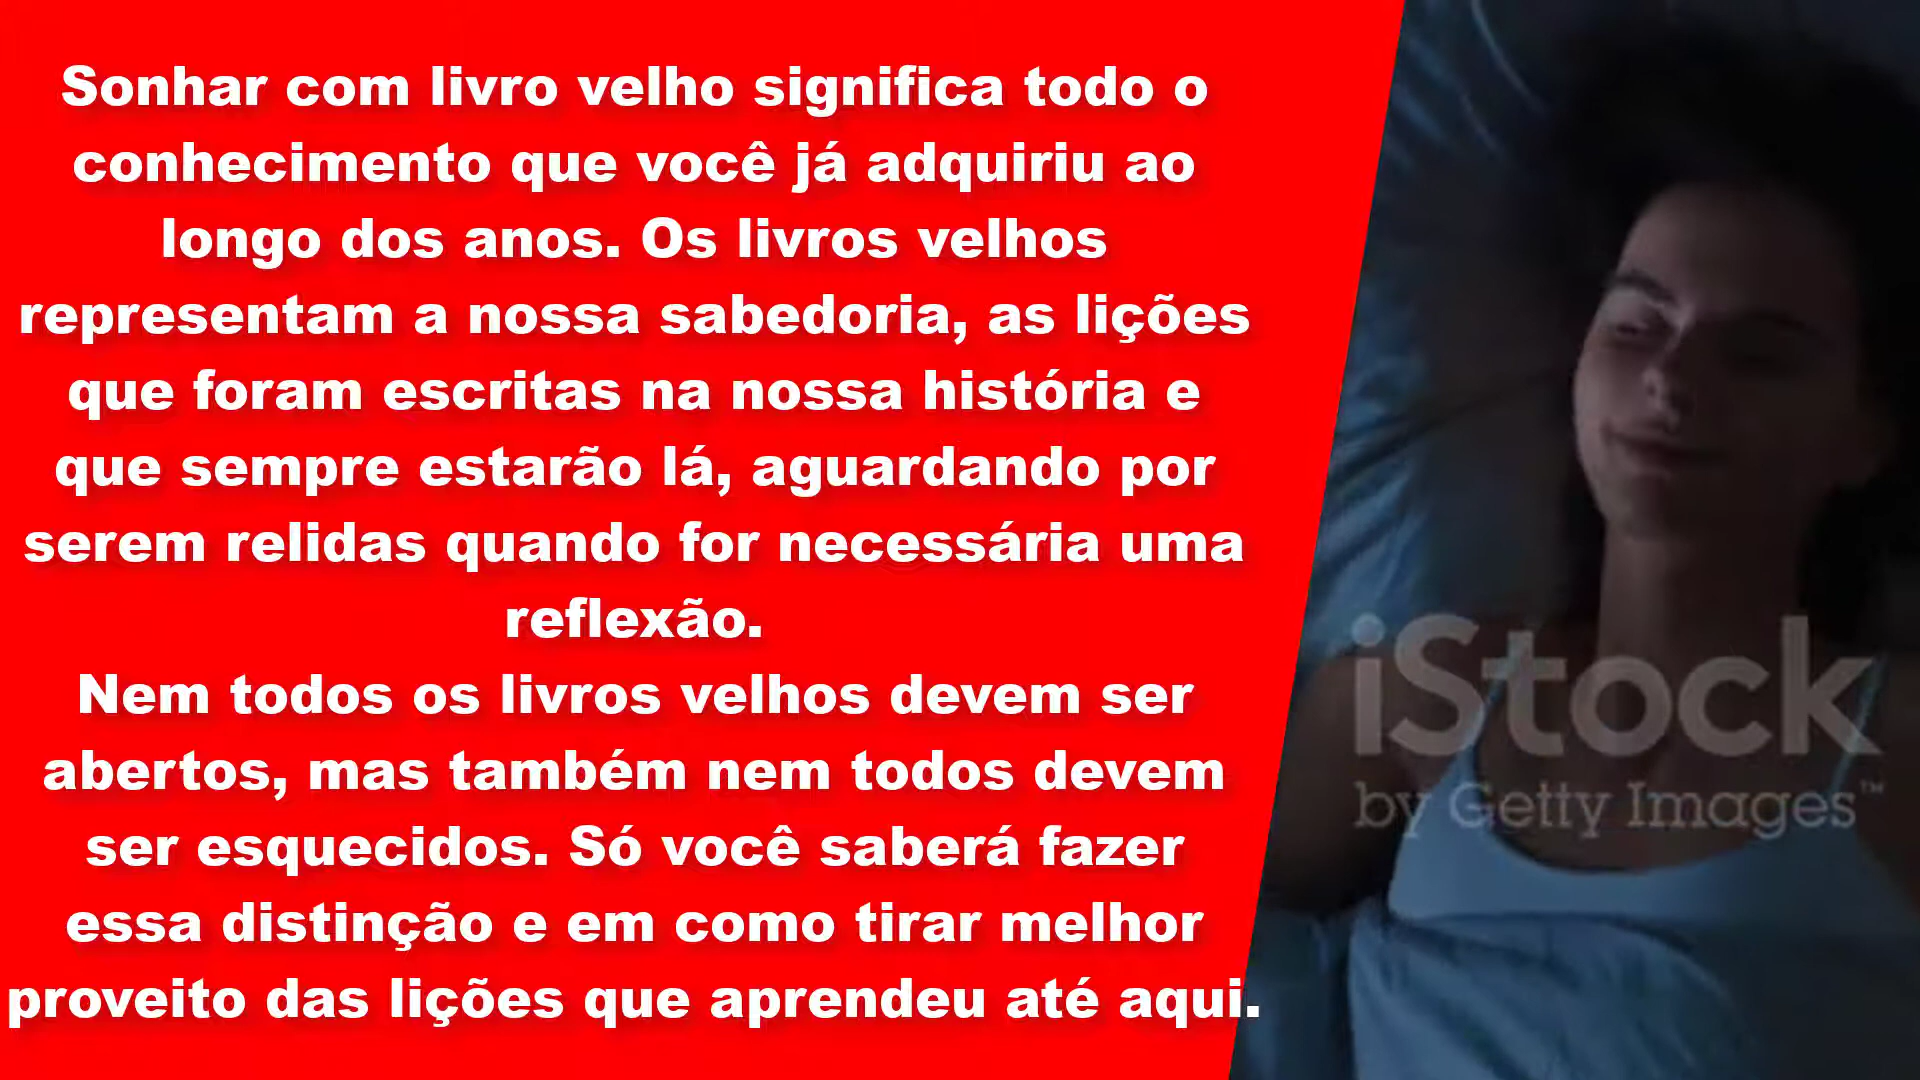 Sonhar com livro velho significa todo o
conhecimento que você já adquiriu ao
longo dos anos. Os livros velhos
representam a nossa sabedoria, as lições
que foram escritas na nossa história e
que sempre estarão lá, aguardando por
serem relidas quando for necessária uma
reflexão.
Nem todos os livros velhos devem ser
abertos, mas também nem todos devem
ser esquecidos. Só você saberá fazer
essa distinção e em como tirar melhor
proveito das lições que aprendeu até aqui.
iStock
by Getty Images™